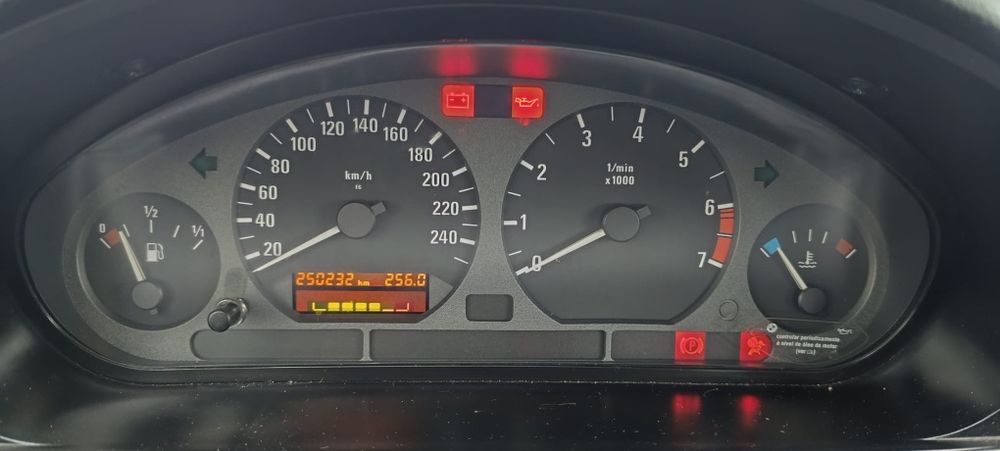 0 1/2 1/1
20 40 60 80 100 120 140 160 180 200 220 240
km/h
EC
250232 km 256.0
0 1 2 3 4 5 6 7
1/min
x1000
P
controlar periodicamente
o nível de óleo do motor
(ver